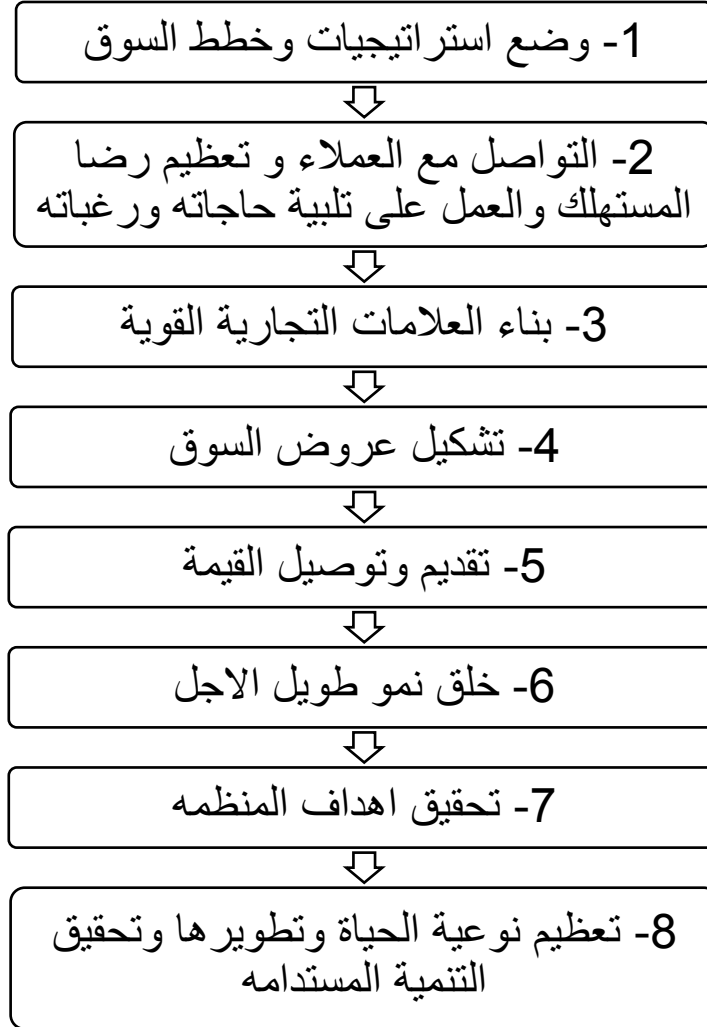 1- وضع استراتيجيات وخطط السوق
2- التواصل مع العملاء و تعظيم رضا
المستهلك والعمل على تلبية حاجاته ورغباته
3- بناء العلامات التجارية القوية
4- تشكيل عروض السوق
5- تقديم وتوصيل القيمة
6- خلق نمو طويل الاجل
7- تحقيق اهداف المنظمه
8- تعظيم نوعية الحياة وتطويرها وتحقيق
التنمية المستدامه